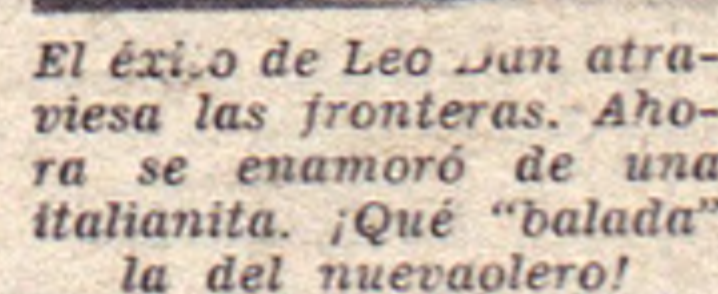 El éxito de Leo Dan atra-
viesa las fronteras. Aho-
ra se enamoró de una
italianita. ¡Qué “balada”
la del nuevaolero!